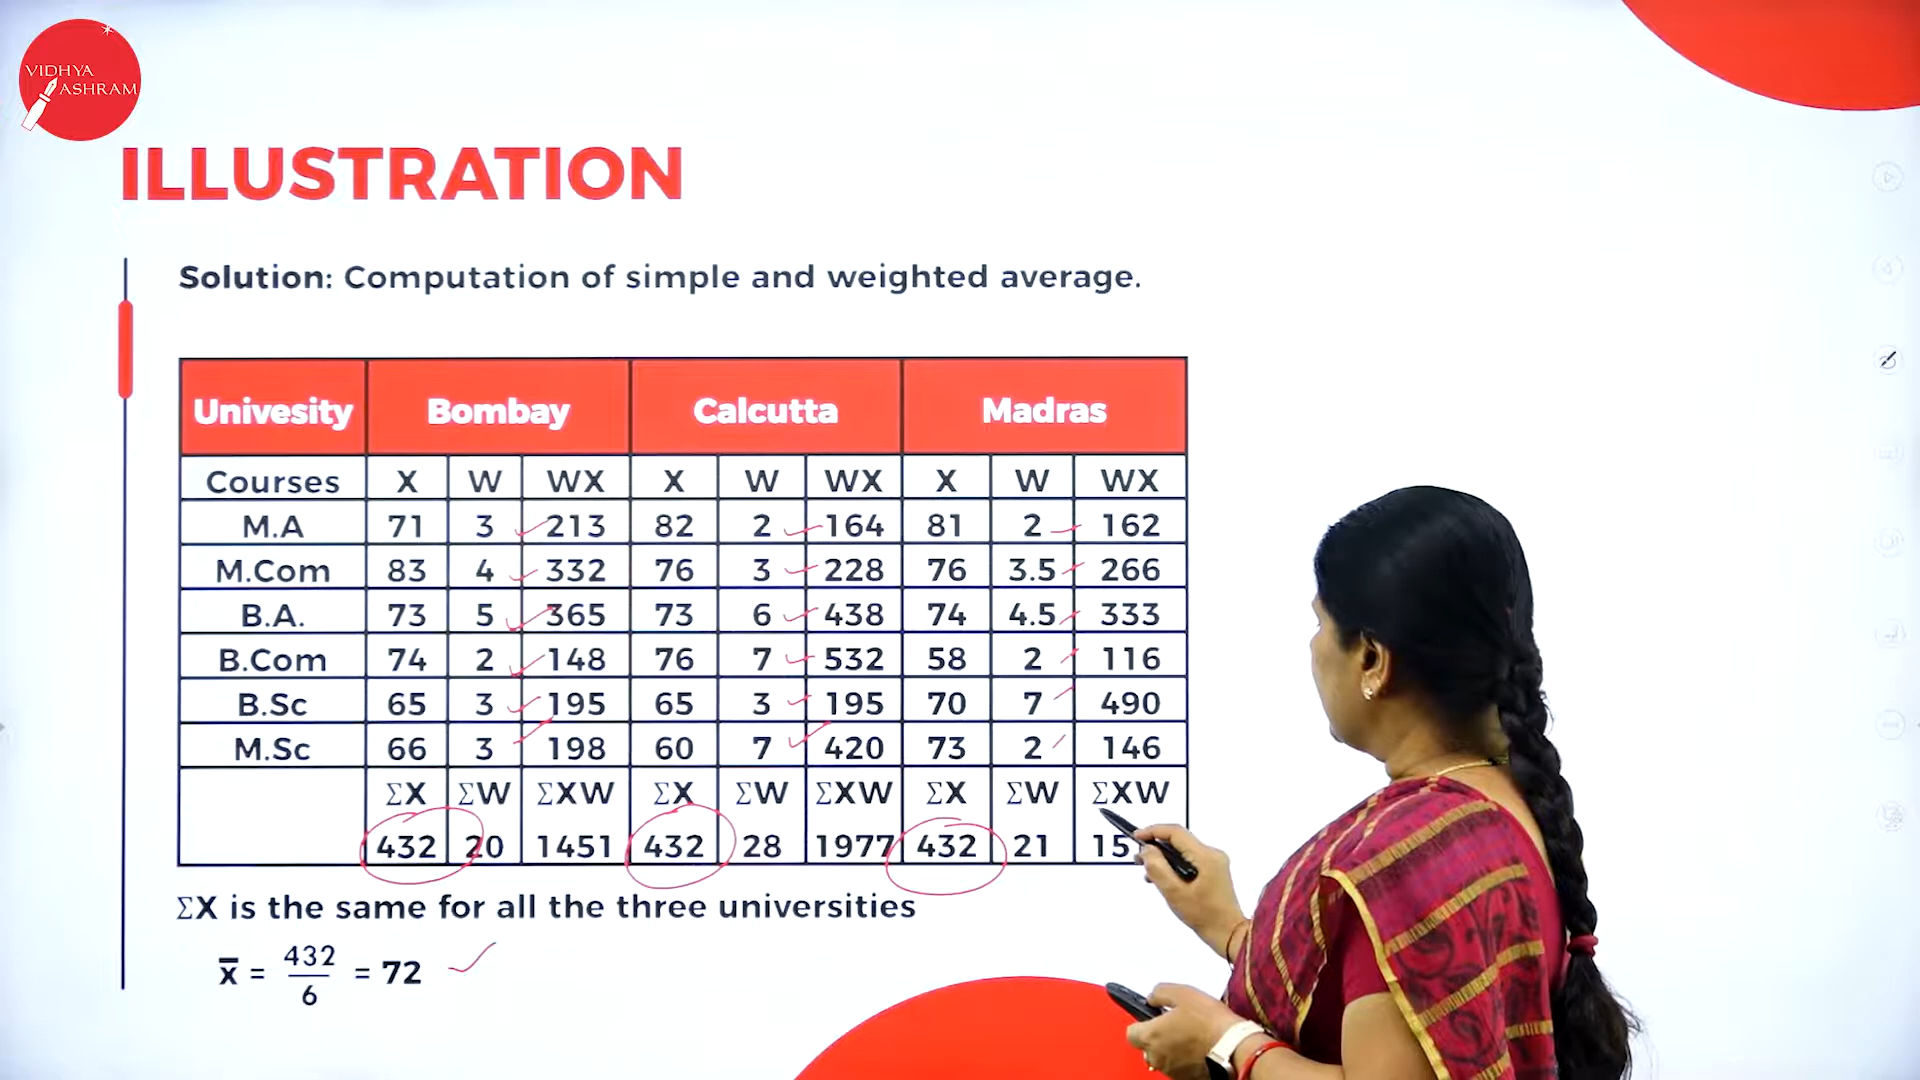 VIDHYA
ASHRAM
ILLUSTRATION
Solution: Computation of simple and weighted average.
Univesity Bombay Calcutta Madras
Courses X W WX X W WX X W WX
M.A 71 3 213 82 2 164 81 2 162
M.Com 83 4 332 76 3 228 76 3.5 266
B.A. 73 5 365 73 6 438 74 4.5 333
B.Com 74 2 148 76 7 532 58 2 116
B.Sc 65 3 195 65 3 195 70 7 490
M.Sc 66 3 198 60 7 420 73 2 146
ΣX ΣW ΣXW ΣX ΣW ΣXW ΣX ΣW ΣXW
432 20 1451 432 28 1977 432 21
ΣX is the same for all the three universities
x̅ = 432/6 = 72